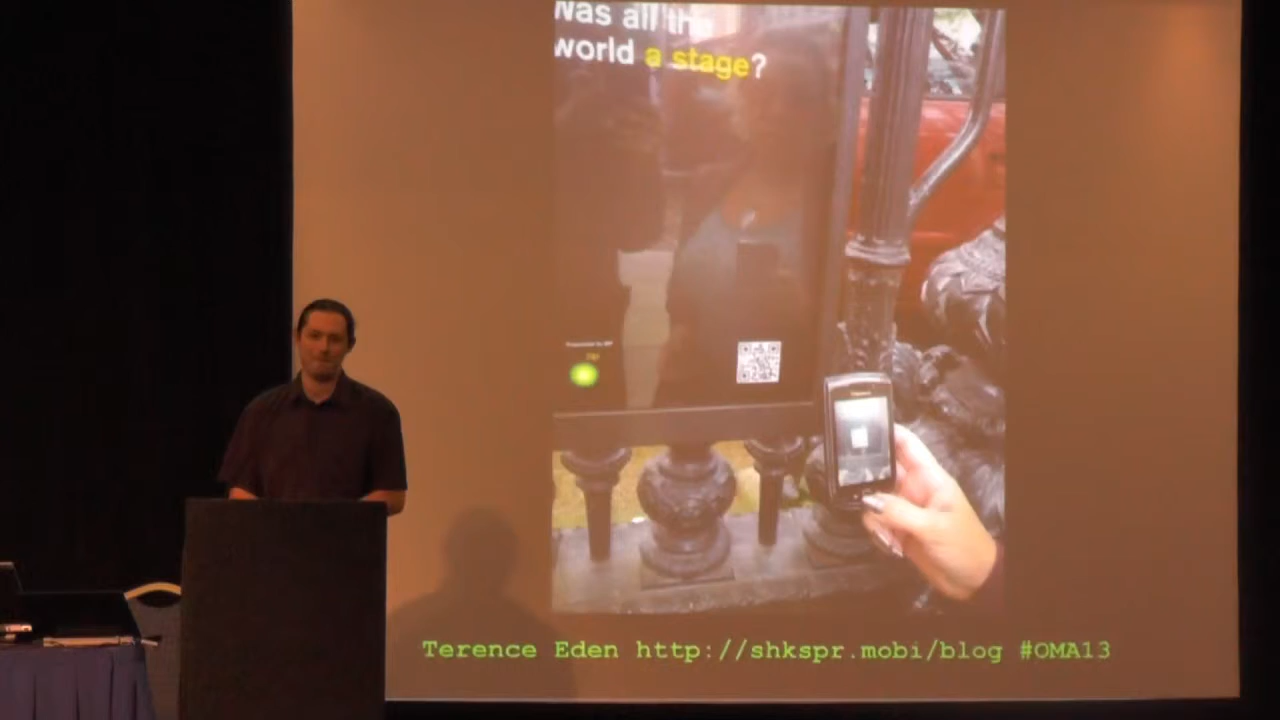 Was all the
world a stage?
Terence Eden http://shkspr.mobi/blog #OMA13